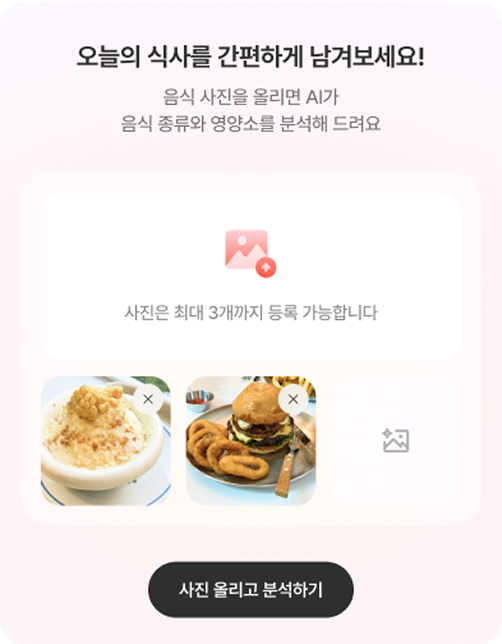 오늘의 식사를 간편하게 남겨보세요!
음식 사진을 올리면 AI가
음식 종류와 영양소를 분석해 드려요
사진은 최대 3개까지 등록 가능합니다
사진 올리고 분석하기